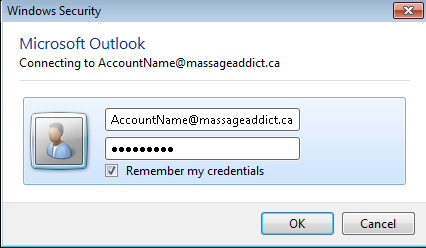 Windows Security
Microsoft Outlook
Connecting to AccountName@massageaddict.ca
AccountName@massageaddict.ca
●●●●●●●●●
Remember my credentials
OK
Cancel